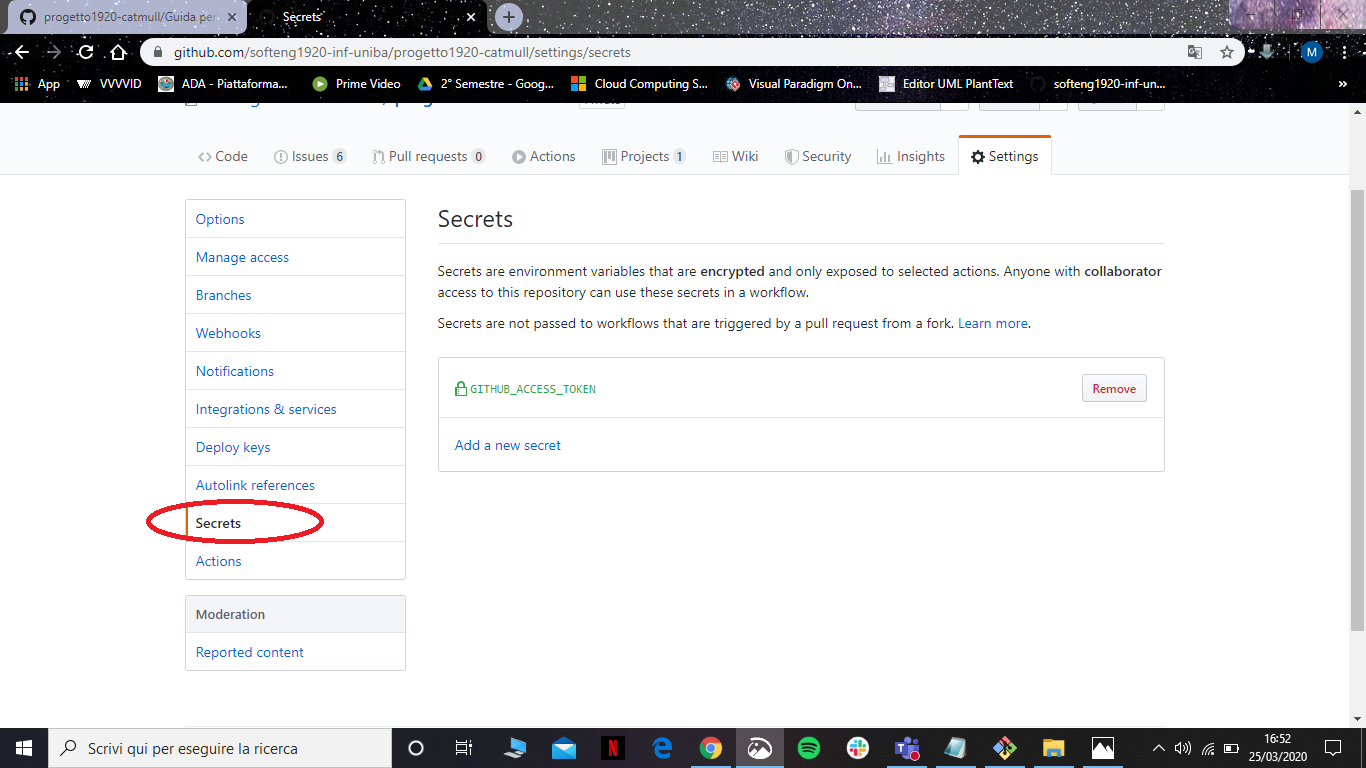 progetto1920-catmull/Guida per
Secrets
github.com/softeng1920-inf-uniba/progetto1920-catmull/settings/secrets
M
App
VVVVID
ADA - Piattaforma...
Prime Video
2° Semestre - Goog...
Cloud Computing S...
Visual Paradigm On...
Editor UML PlantText
softeng1920-inf-un...
»
Code
Issues 6
Pull requests 0
Actions
Projects 1
Wiki
Security
Insights
Settings
Options
Manage access
Branches
Webhooks
Notifications
Integrations & services
Deploy keys
Autolink references
Secrets
Actions
Moderation
Reported content
Secrets
Secrets are environment variables that are encrypted and only exposed to selected actions. Anyone with collaborator
access to this repository can use these secrets in a workflow.
Secrets are not passed to workflows that are triggered by a pull request from a fork. Learn more.
GITHUB_ACCESS_TOKEN
Remove
Add a new secret
Scrivi qui per eseguire la ricerca
16:52
25/03/2020